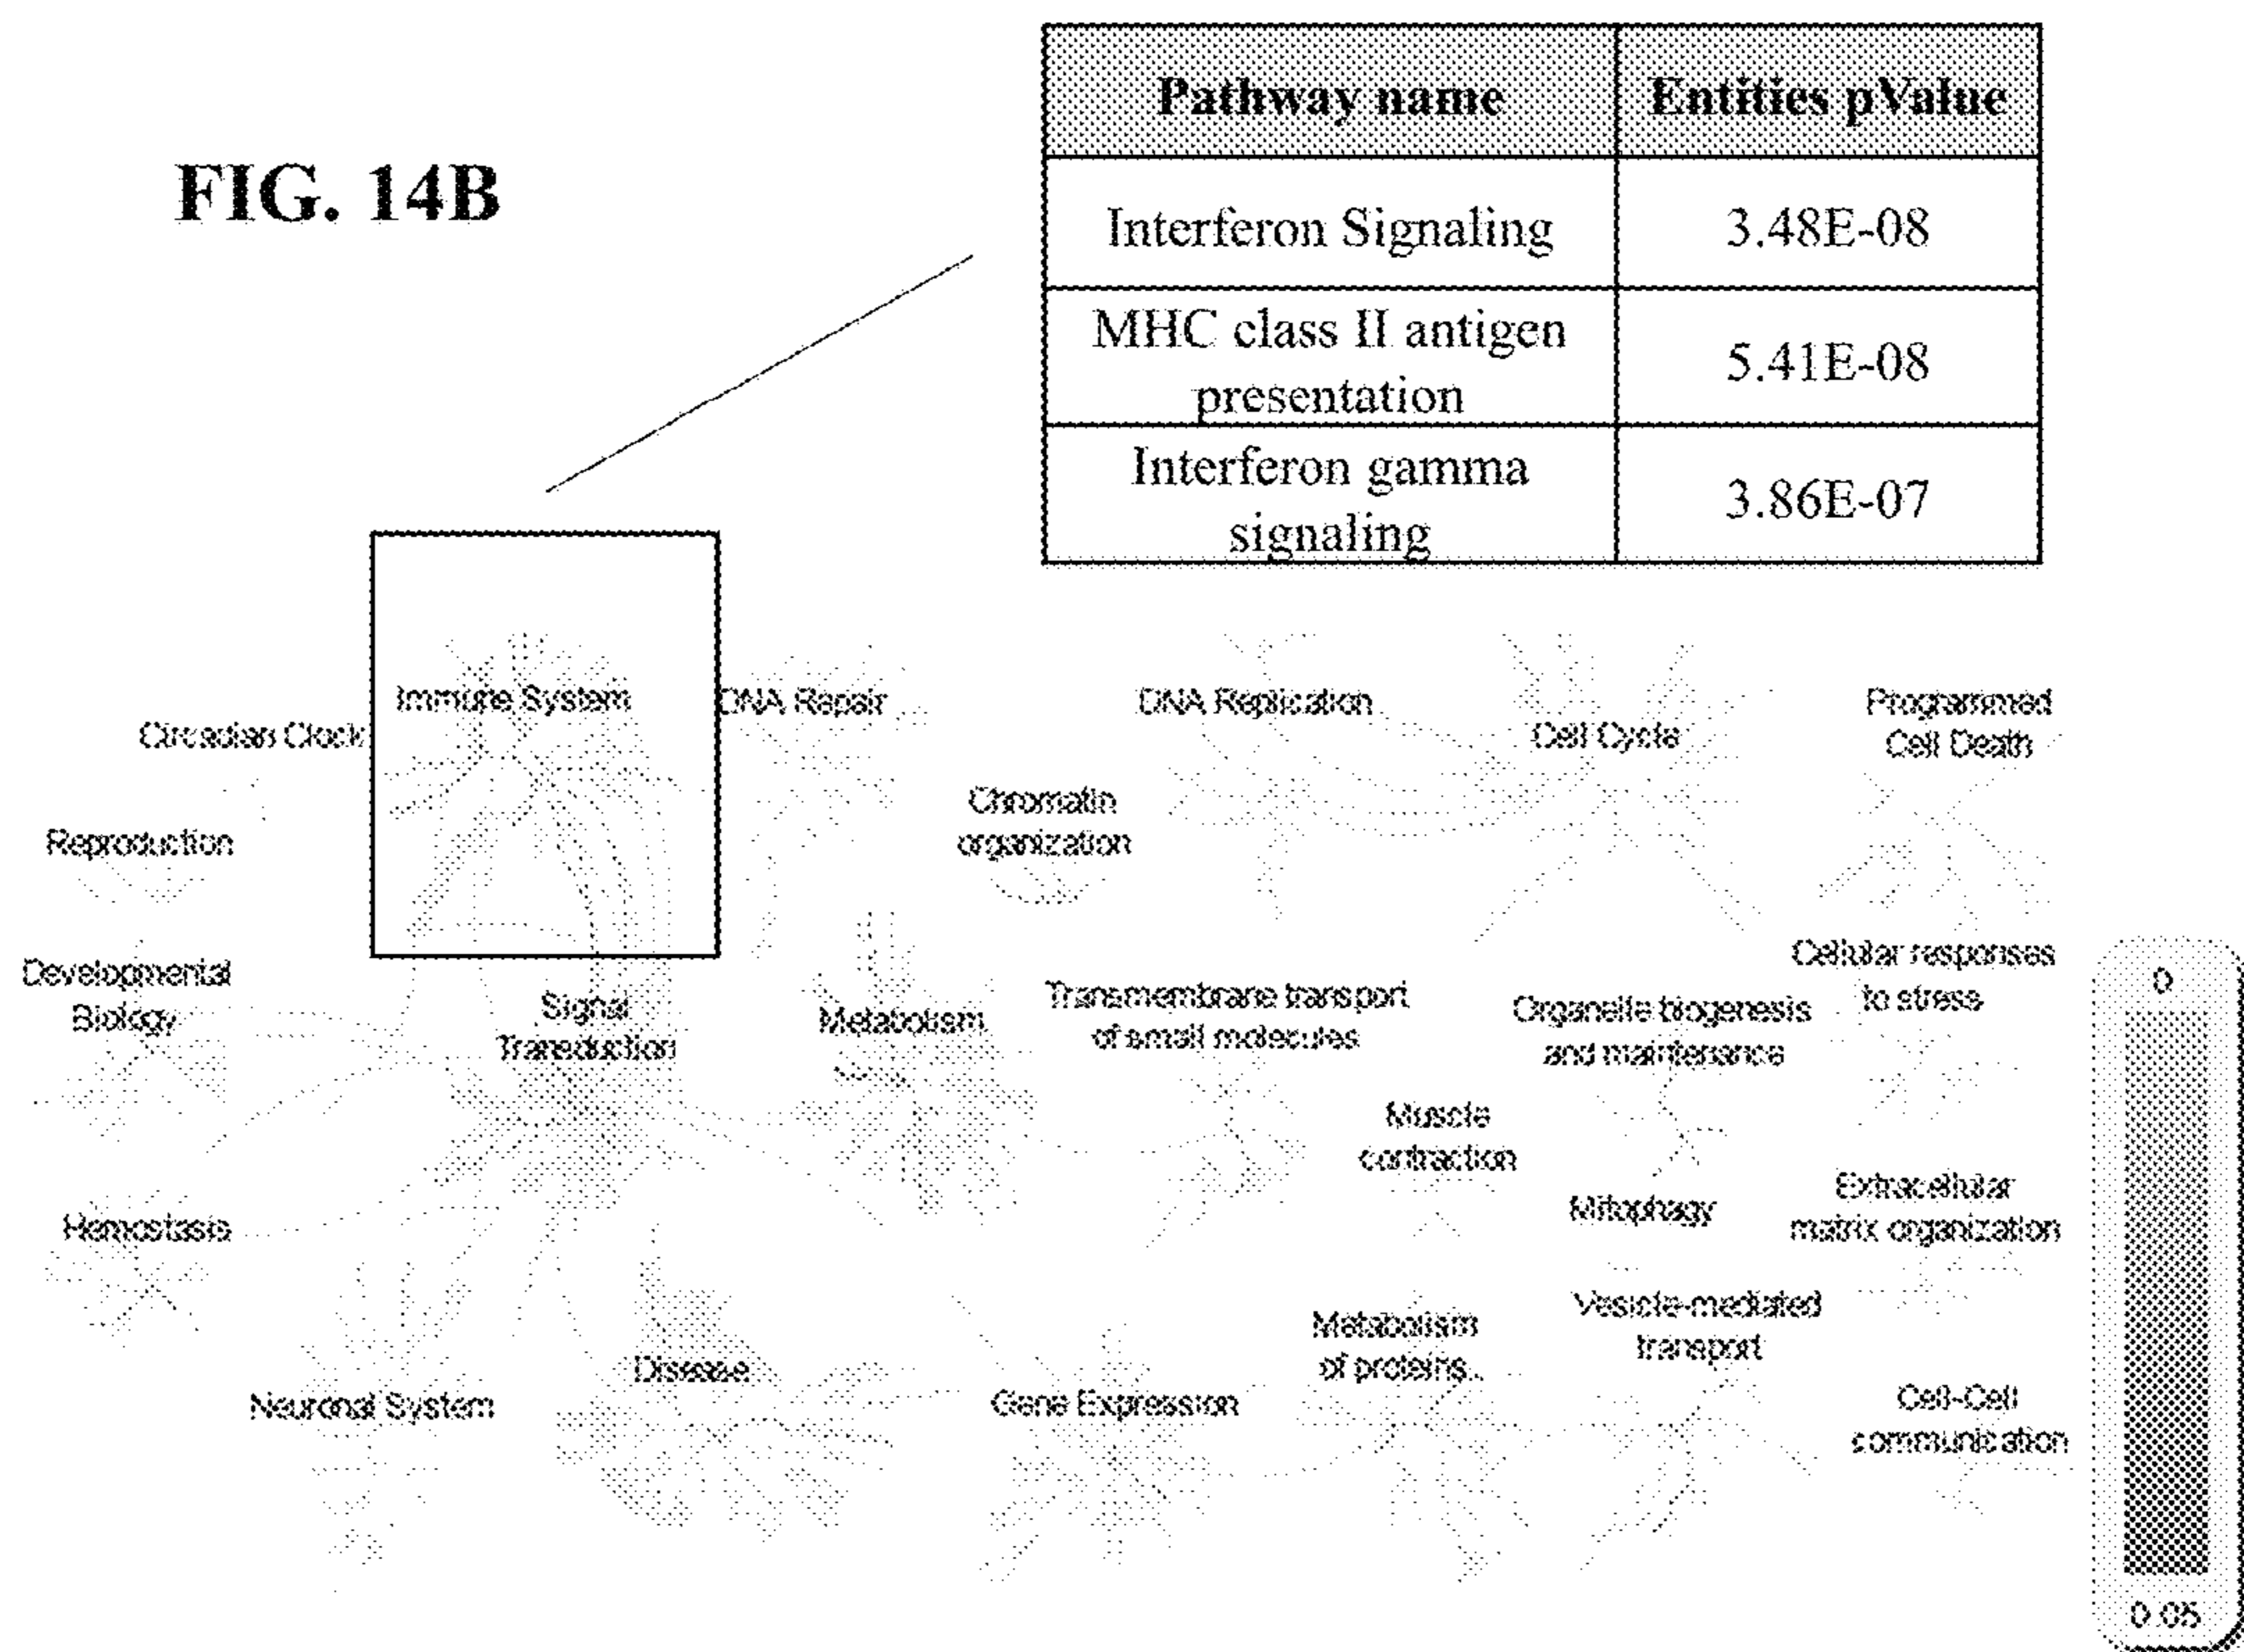 FIG. 14B
Pathway name Entities pValue
Interferon Signaling 3.48E-08
MHC class II antigen
presentation 5.41E-08
Interferon gamma
signaling 3.86E-07
Immune System
DNA Repair
DNA Replication
Programmed
Cell Death
Circadian Clock
Cell Cycle
Chromatin
organization
Reproduction
Cellular responses
to stress
Developmental
Biology
Signal
Transduction
Metabolism
Transmembrane transport
of small molecules
Organelle biogenesis
and maintenance
0
Muscle
contraction
Mitophagy
Extracellular
matrix organization
Hemostasis
Vesicle-mediated
transport
Metabolism
of proteins
Disease
Neuronal System
Gene Expression
Cell-Cell
communication
0.05